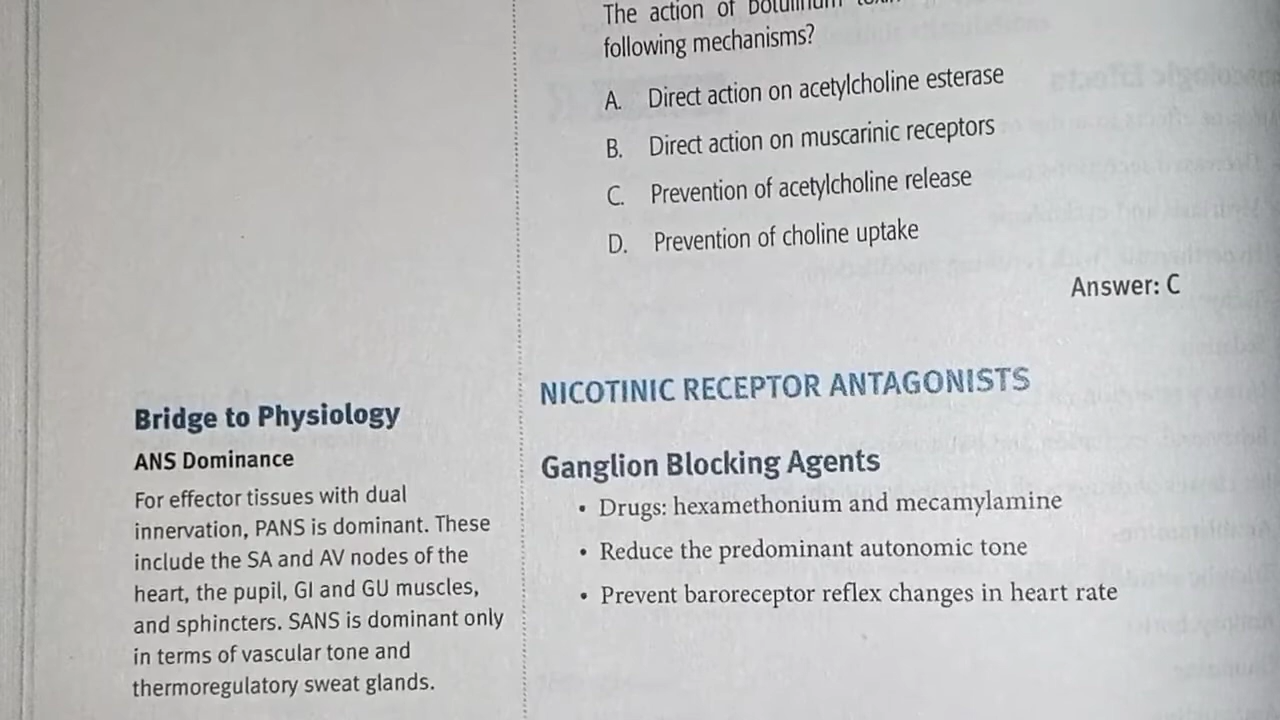 The action of botulinum
following mechanisms?
A. Direct action on acetylcholine esterase
B. Direct action on muscarinic receptors
C. Prevention of acetylcholine release
D. Prevention of choline uptake
Answer: C
NICOTINIC RECEPTOR ANTAGONISTS
Ganglion Blocking Agents
• Drugs: hexamethonium and mecamylamine
• Reduce the predominant autonomic tone
• Prevent baroreceptor reflex changes in heart rate
Bridge to Physiology
ANS Dominance
For effector tissues with dual
innervation, PANS is dominant. These
include the SA and AV nodes of the
heart, the pupil, GI and GU muscles,
and sphincters. SANS is dominant only
in terms of vascular tone and
thermoregulatory sweat glands.